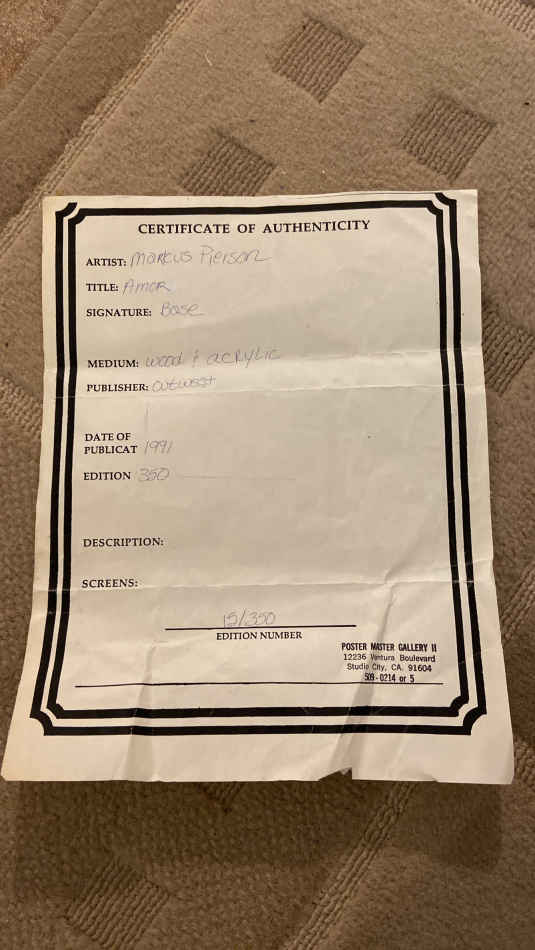 CERTIFICATE OF AUTHENTICITY
ARTIST: Marcus Pierson
TITLE: Amor
SIGNATURE: Base
MEDIUM: wood & acrylic
PUBLISHER: outwest
DATE OF
PUBLICAT 1991
EDITION 350
DESCRIPTION:
SCREENS:
15/350
EDITION NUMBER
POSTER MASTER GALLERY II
12236 Ventura Boulevard
Studio City, CA. 91604
509-0214 or 5